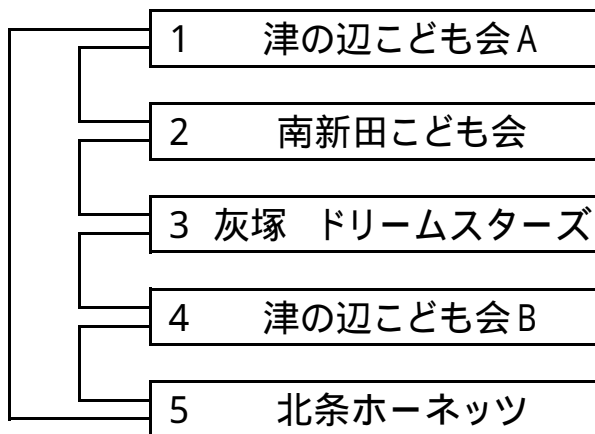 1 津の辺こども会A
2 南新田こども会
3 灰塚 ドリームスターズ
4 津の辺こども会B
5 北条ホーネッツ